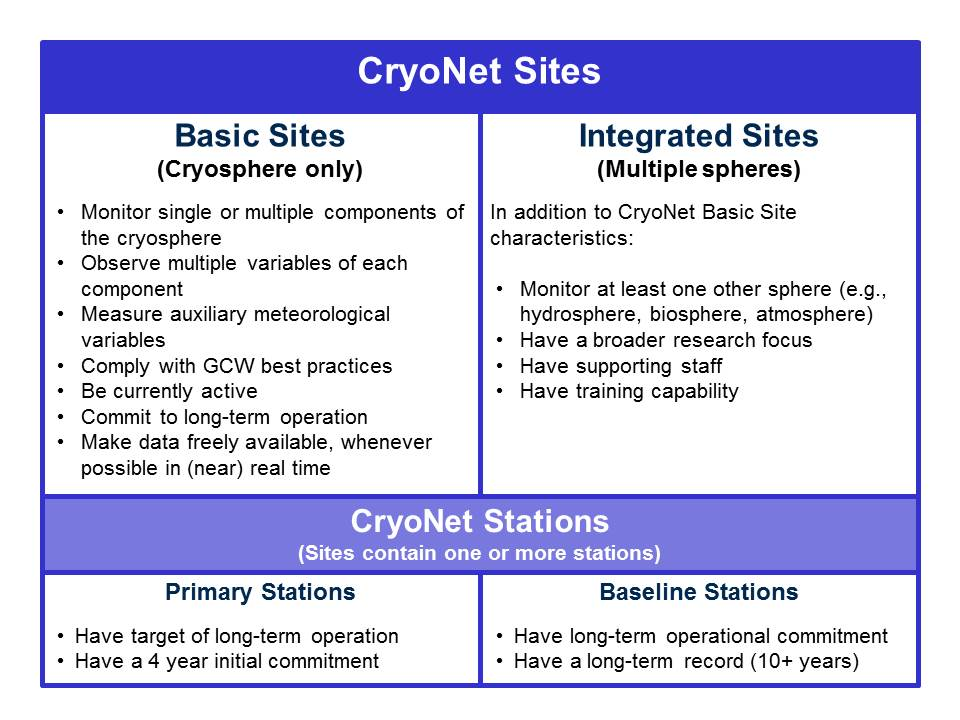 CryoNet Sites
Basic Sites
(Cryosphere only)
• Monitor single or multiple components of
the cryosphere
• Observe multiple variables of each
component
• Measure auxiliary meteorological
variables
• Comply with GCW best practices
• Be currently active
• Commit to long-term operation
• Make data freely available, whenever
possible in (near) real time
Integrated Sites
(Multiple spheres)
In addition to CryoNet Basic Site
characteristics:
• Monitor at least one other sphere (e.g.,
hydrosphere, biosphere, atmosphere)
• Have a broader research focus
• Have supporting staff
• Have training capability
CryoNet Stations
(Sites contain one or more stations)
Primary Stations
• Have target of long-term operation
• Have a 4 year initial commitment
Baseline Stations
• Have long-term operational commitment
• Have a long-term record (10+ years)